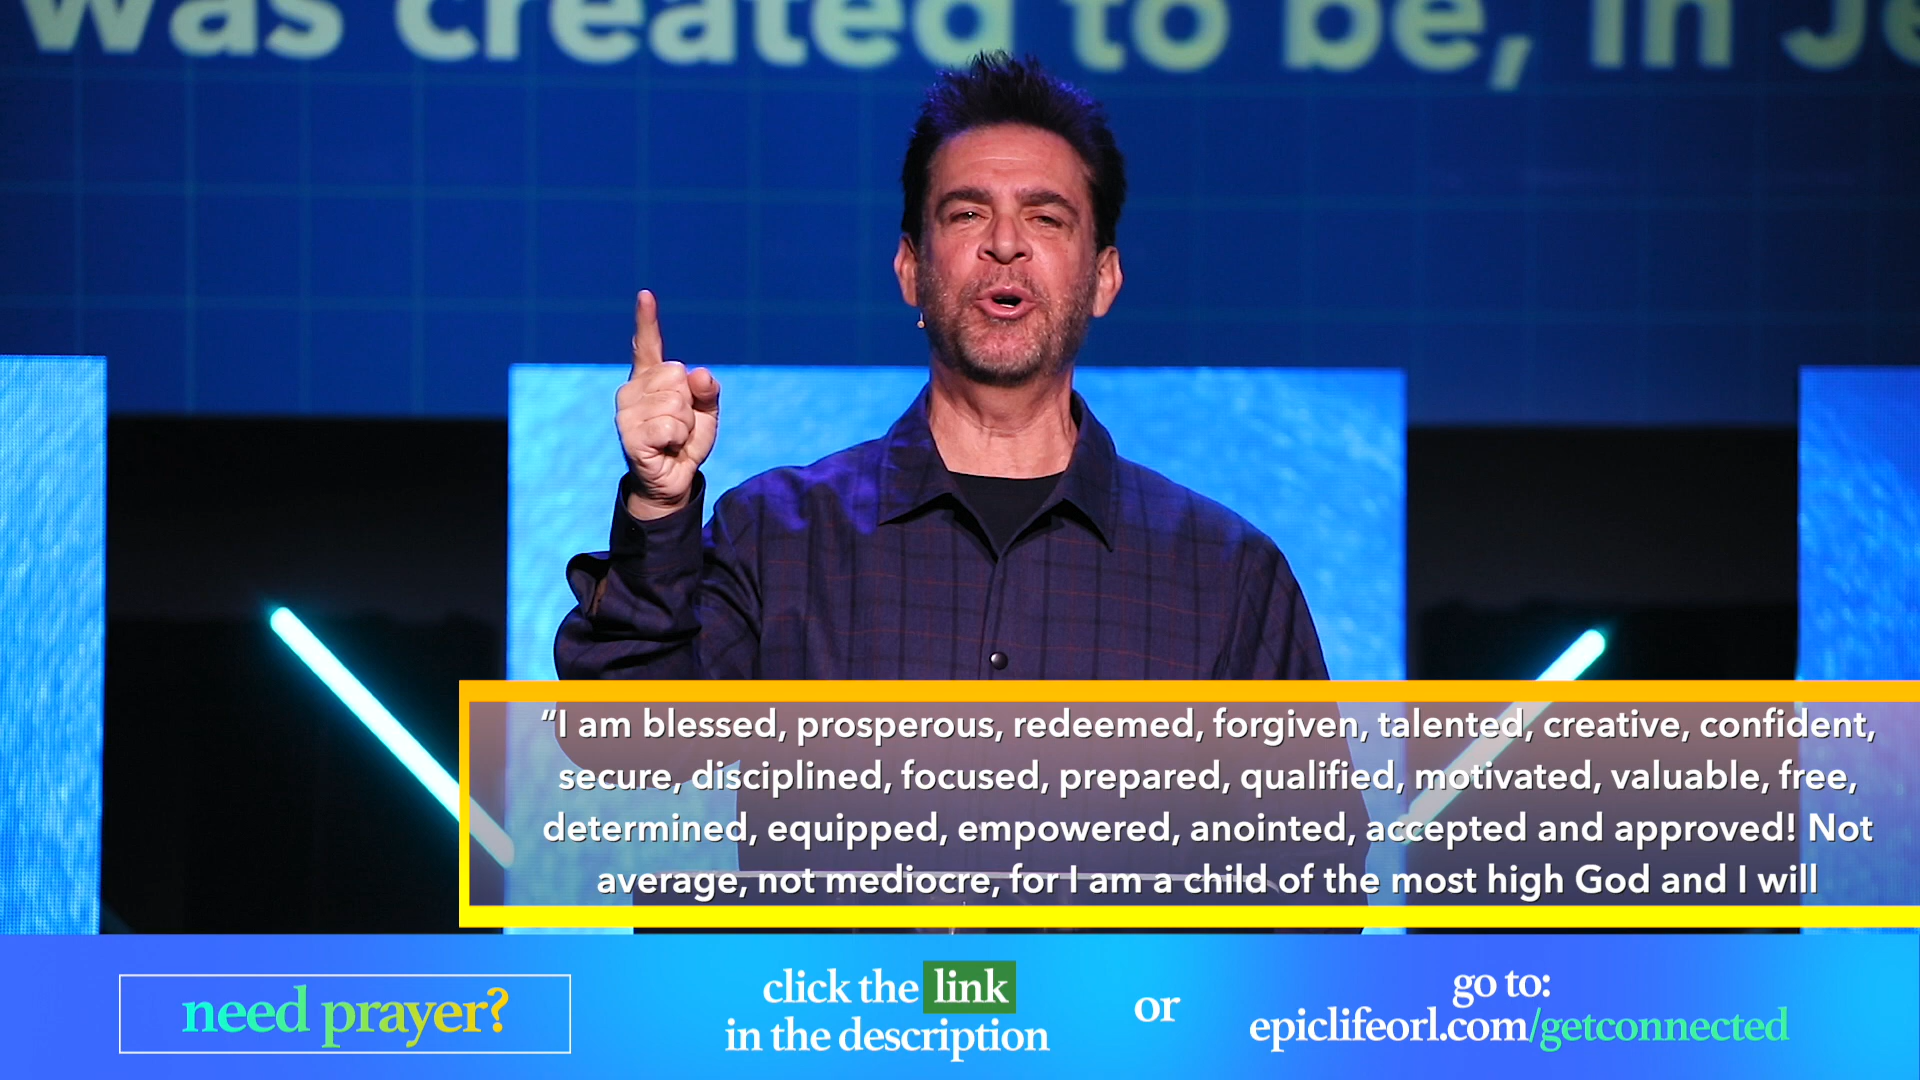 was created to be, in Je
“I am blessed, prosperous, redeemed, forgiven, talented, creative, confident,
secure, disciplined, focused, prepared, qualified, motivated, valuable, free,
determined, equipped, empowered, anointed, accepted and approved! Not
average, not mediocre, for I am a child of the most high God and I will
need prayer?
click the link
in the description
or
go to:
epiclifeorl.com/getconnected